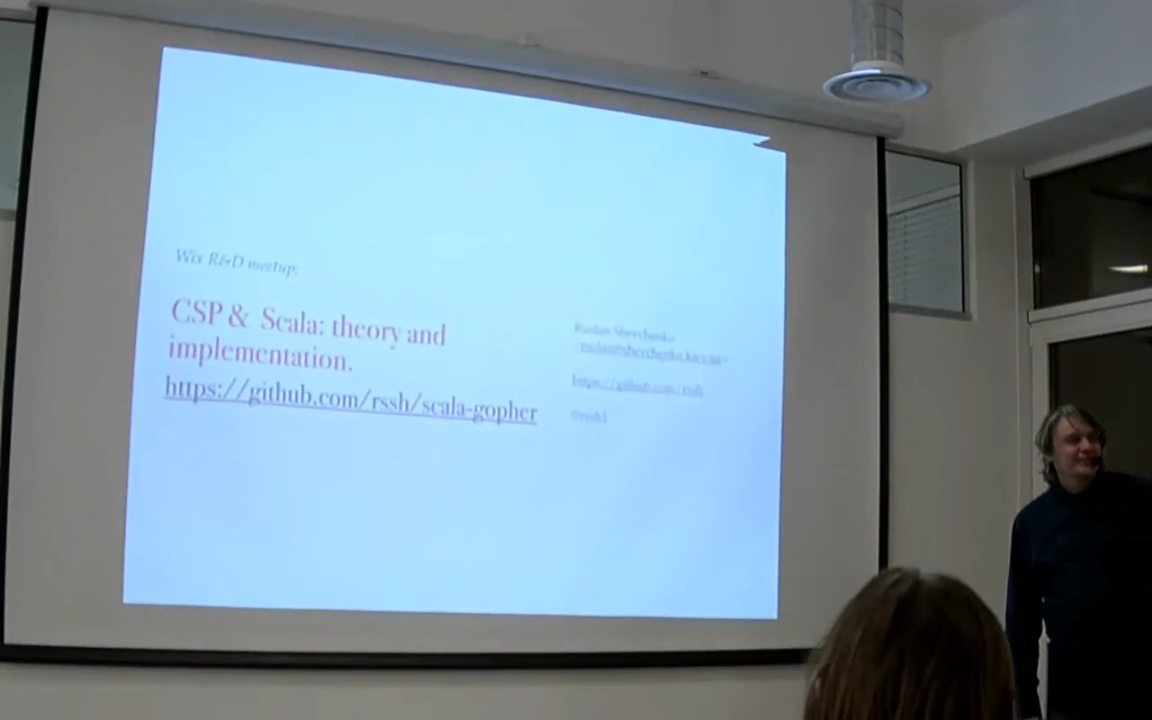 Wix R&D meetup;
CSP & Scala: theory and
implementation.
https://github.com/rssh/scala-gopher
Ruslan Shevchenko
<ruslan@shevchenko.kiev.ua>
https://github.com/rssh
@rssh1